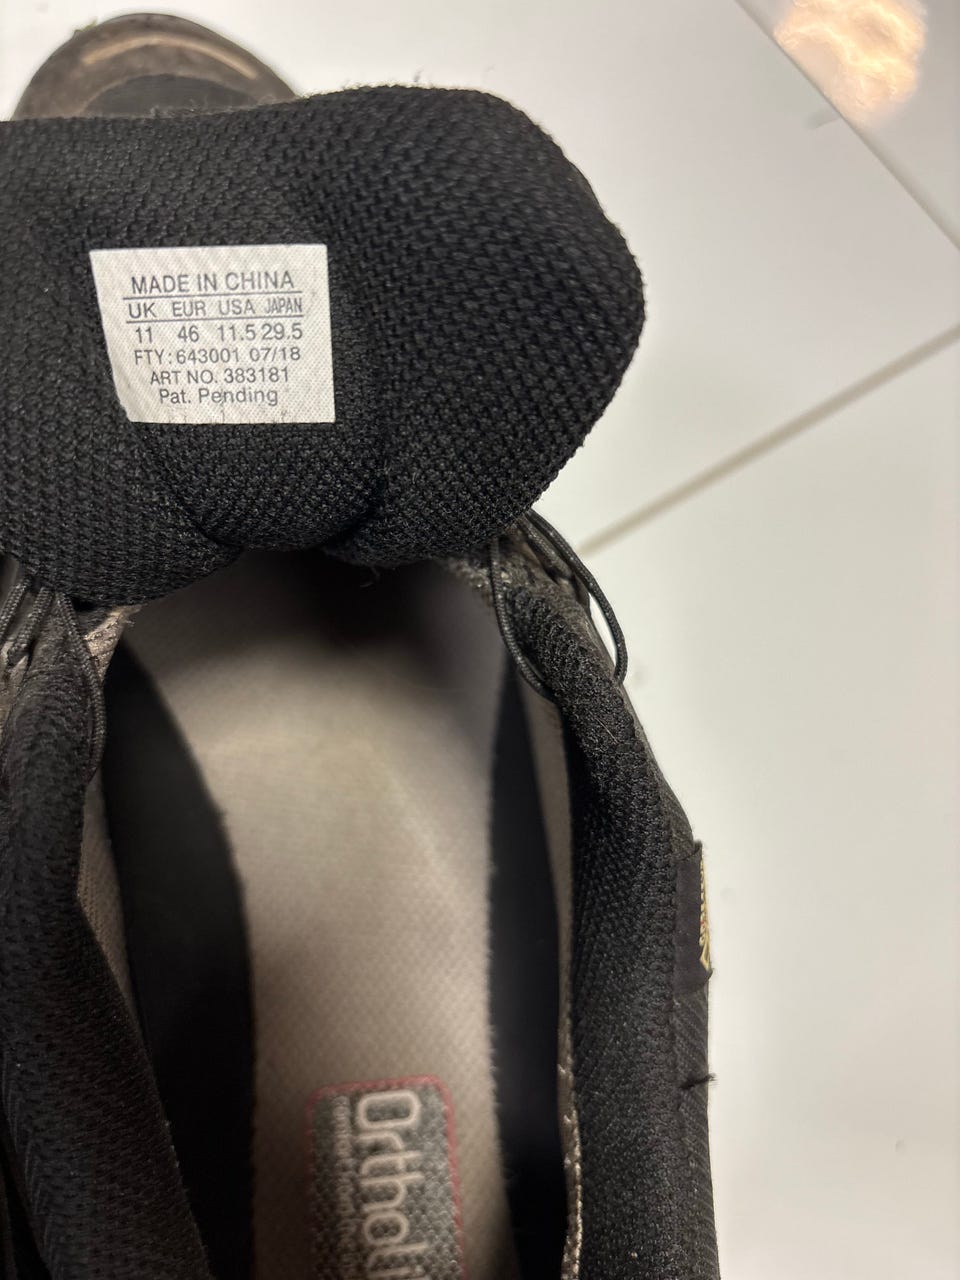 MADE IN CHINA
UK EUR USA JAPAN
11 46 11.5 29.5
FTY: 643001 07/18
ART NO. 383181
Pat. Pending